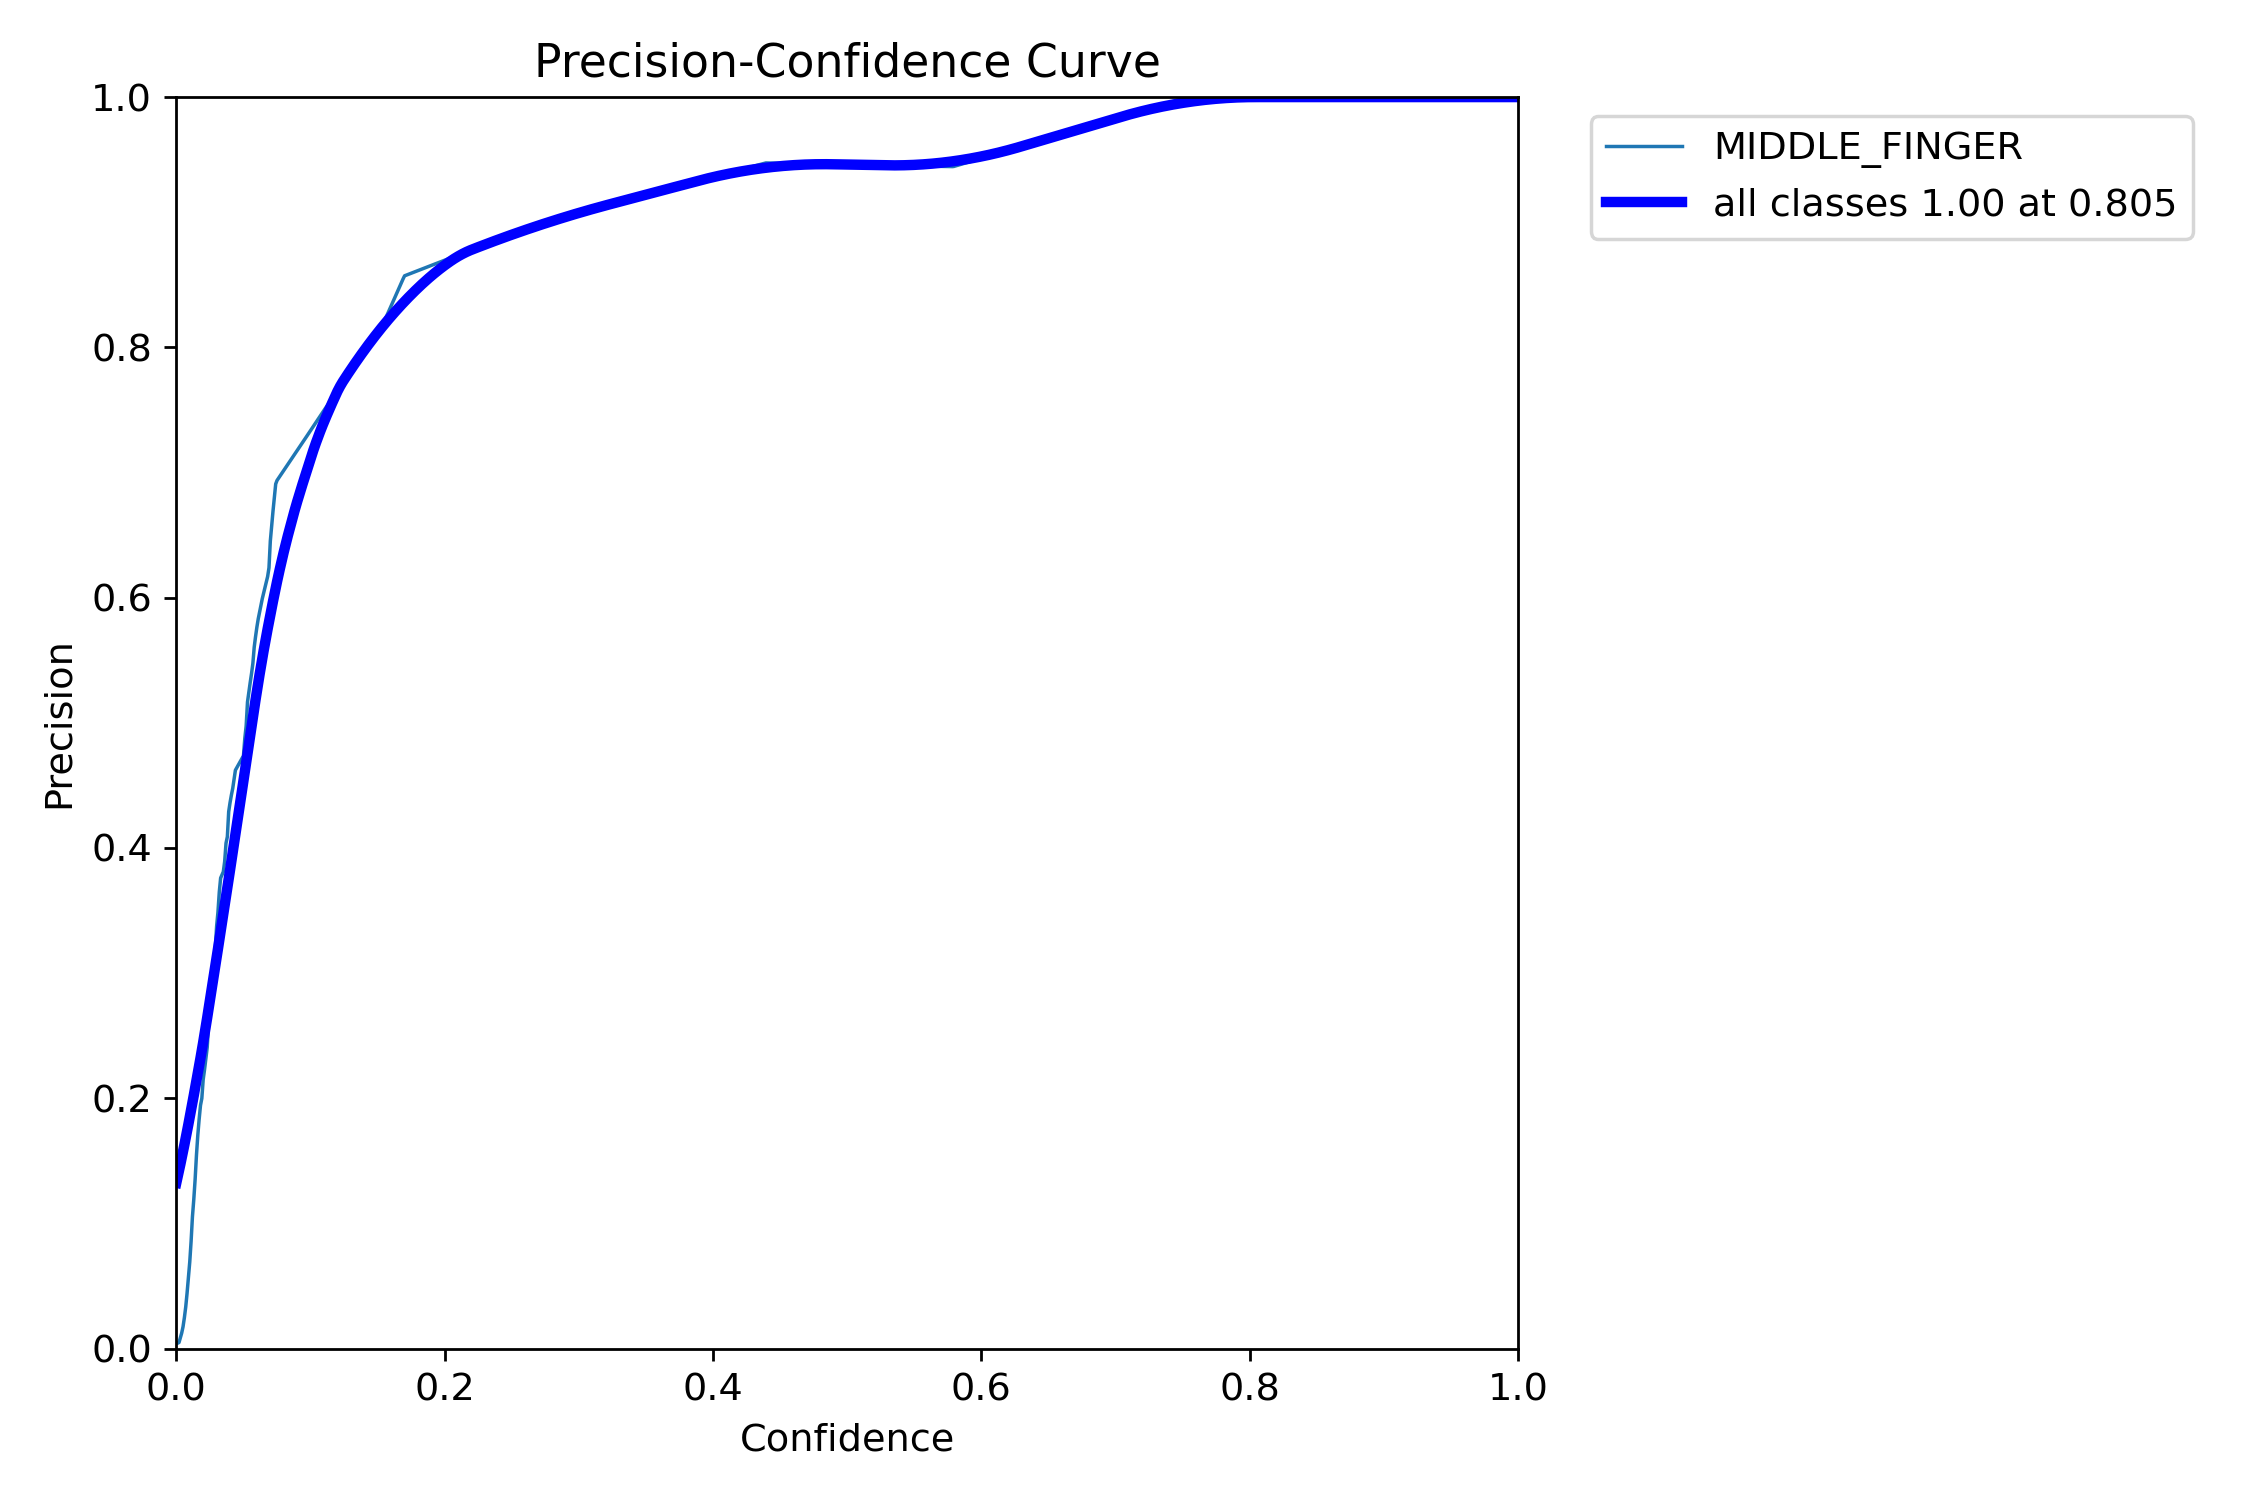 Precision-Confidence Curve
MIDDLE_FINGER
all classes 1.00 at 0.805
Precision
1.0
0.8
0.6
0.4
0.2
0.0
0.0 0.2 0.4 0.6 0.8 1.0
Confidence